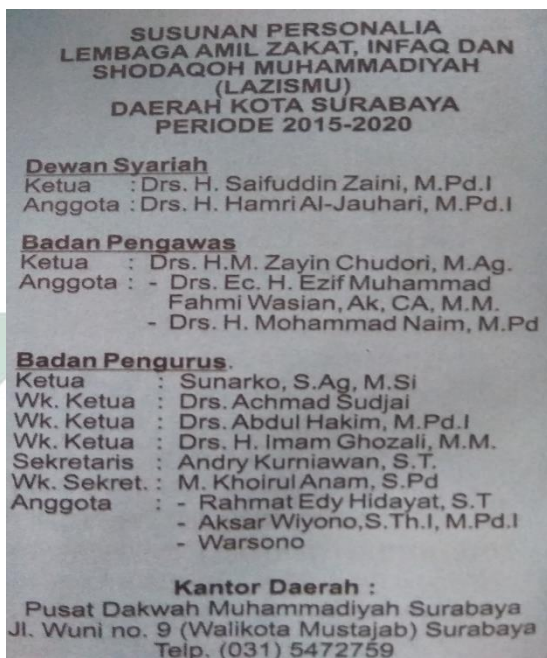 SUSUNAN PERSONALIA
LEMBAGA AMIL ZAKAT, INFAQ DAN
SHODAQOH MUHAMMADIYAH
(LAZISMU)
DAERAH KOTA SURABAYA
PERIODE 2015-2020
Dewan Syariah
Ketua : Drs. H. Saifuddin Zaini, M.Pd.I
Anggota : Drs. H. Hamri Al-Jauhari, M.Pd.I
Badan Pengawas
Ketua : Drs. H.M. Zayin Chudori, M.Ag.
Anggota : - Drs. Ec. H. Ezif Muhammad
Fahmi Wasian, Ak, CA, M.M.
- Drs. H. Mohammad Naim, M.Pd
Badan Pengurus.
Ketua : Sunarko, S.Ag, M.Si
Wk. Ketua : Drs. Achmad Sudjai
Wk. Ketua : Drs. Abdul Hakim, M.Pd.I
Wk. Ketua : Drs. H. Imam Ghozali, M.M.
Sekretaris : Andry Kurniawan, S.T.
Wk. Sekret. : M. Khoirul Anam, S.Pd
Anggota : - Rahmat Edy Hidayat, S.T
- Aksar Wiyono,S.Th.I, M.Pd.I
- Warsono
Kantor Daerah :
Pusat Dakwah Muhammadiyah Surabaya
Jl. Wuni no. 9 (Walikota Mustajab) Surabaya
Telp. (031) 5472759